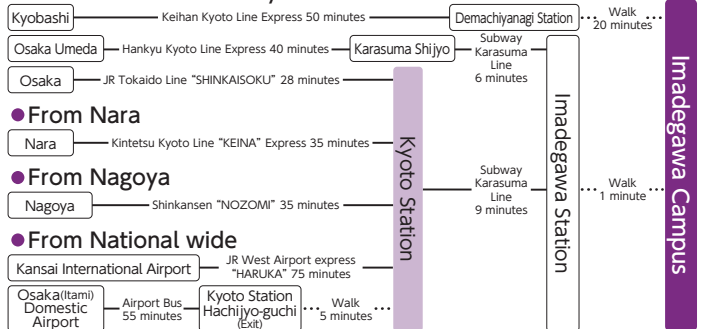 Kyobashi
Keihan Kyoto Line Express 50 minutes
Demachiyanagi Station
Walk
20 minutes
Osaka Umeda
Hankyu Kyoto Line Express 40 minutes
Karasuma Shijyo
Subway
Karasuma
Line
6 minutes
Osaka
JR Tokaido Line “SHINKAISOKU” 28 minutes
●From Nara
Nara
Kintetsu Kyoto Line “KEINA” Express 35 minutes
●From Nagoya
Nagoya
Shinkansen “NOZOMI” 35 minutes
●From National wide
Kansai International Airport
JR West Airport express
“HARUKA” 75 minutes
Osaka(Itami)
Domestic
Airport
Airport Bus
55 minutes
Kyoto Station
Hachijyo-guchi
(Exit)
Walk
5 minutes
Kyoto Station
Subway
Karasuma
Line
9 minutes
Imadegawa Station
Walk
1 minute
Imadegawa Campus